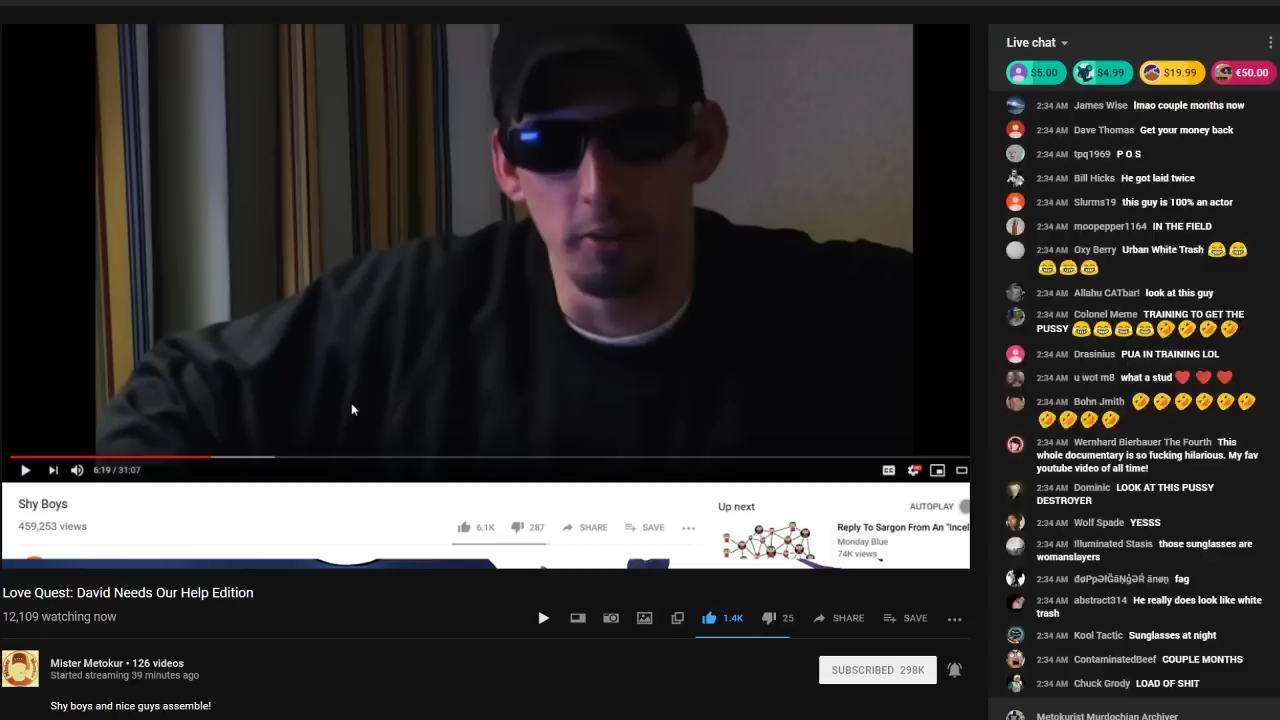 Live chat
$5.00
$4.99
$19.99
€50.00
2:34 AM James Wise lmao couple months now
2:34 AM Dave Thomas Get your money back
2:34 AM tpq1969 P O S
2:34 AM Bill Hicks He got laid twice
2:34 AM Slurms19 this guy is 100% an actor
2:34 AM moopepper1164 IN THE FIELD
2:34 AM Oxy Berry Urban White Trash 😂 😂
😂 😂 😂
2:34 AM Allahu CATbar! look at this guy
2:34 AM Colonel Meme TRAINING TO GET THE
PUSSY 😂 😂 😂 😂 🤣 🤣 🤣 🤣
2:34 AM Drasinius PUA IN TRAINING LOL
2:34 AM u wot m8 what a stud ❤ ❤ ❤
2:34 AM Bohn Jmith 🤣 🤣 🤣 🤣 🤣 🤣
🤣 🤣 🤣 🤣
2:34 AM Wernhard Bierbauer The Fourth This
whole documentary is so fucking hilarious. My fav
youtube video of all time!
2:34 AM Dominic LOOK AT THIS PUSSY
DESTROYER
2:34 AM Wolf Spade YESSS
2:34 AM Illuminated Stasis those sunglasses are
womanslayers
2:34 AM fag
2:34 AM abstract314 He really does look like white
trash
2:34 AM Kool Tactic Sunglasses at night
2:34 AM ContaminatedBeef COUPLE MONTHS
2:34 AM Chuck Grody LOAD OF SHIT
Metokurist Murdochian Archiver
6:19 / 31:07
Shy Boys
459,253 views
6.1K
287
SHARE
SAVE
Up next
AUTOPLAY
Reply To Sargon From An "Incel
Monday Blue
74K views
Love Quest: David Needs Our Help Edition
12,109 watching now
1.4K
25
SHARE
SAVE
Mister Metokur • 126 videos
Started streaming 39 minutes ago
SUBSCRIBED 298K
Shy boys and nice guys assemble!